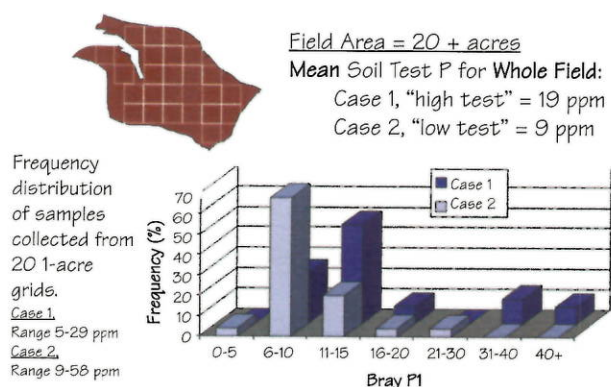 Field Area = 20 + acres
Mean Soil Test P for Whole Field:
Case 1, "high test" = 19 ppm
Case 2, "low test" = 9 ppm
Frequency
distribution
of samples
collected from
20 1-acre
grids.
Case 1,
Range 5-29 ppm
Case 2,
Range 9-58 ppm
Frequency (%)
70
60
50
40
30
20
10
0
Case 1
Case 2
0-5 6-10 11-15 16-20 21-30 31-40 40+
Bray P1